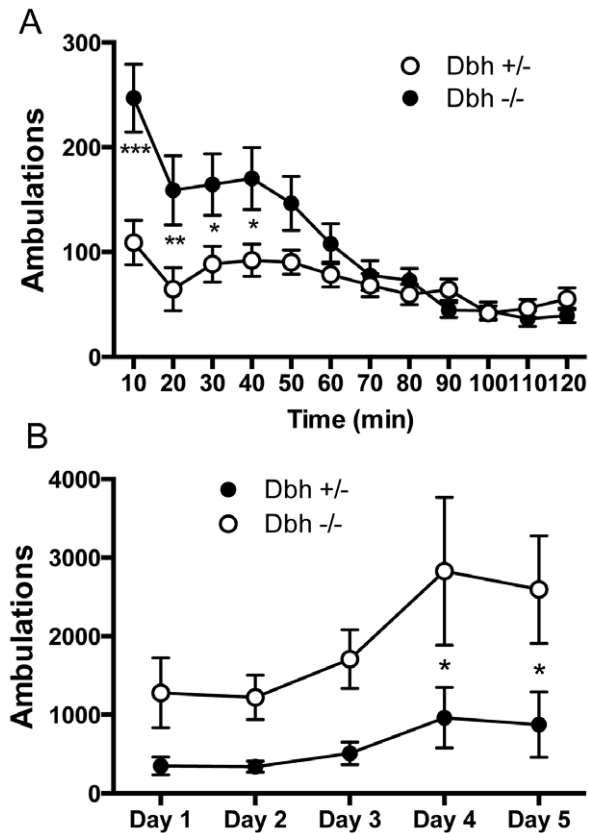 A
300
200
100
0
Ambulations
Dbh +/-
Dbh -/-
***
**
*
*
10 20 30 40 50 60 70 80 90 100 110 120
Time (min)
B
4000
3000
2000
1000
0
Ambulations
Dbh +/-
Dbh -/-
*
*
Day 1 Day 2 Day 3 Day 4 Day 5